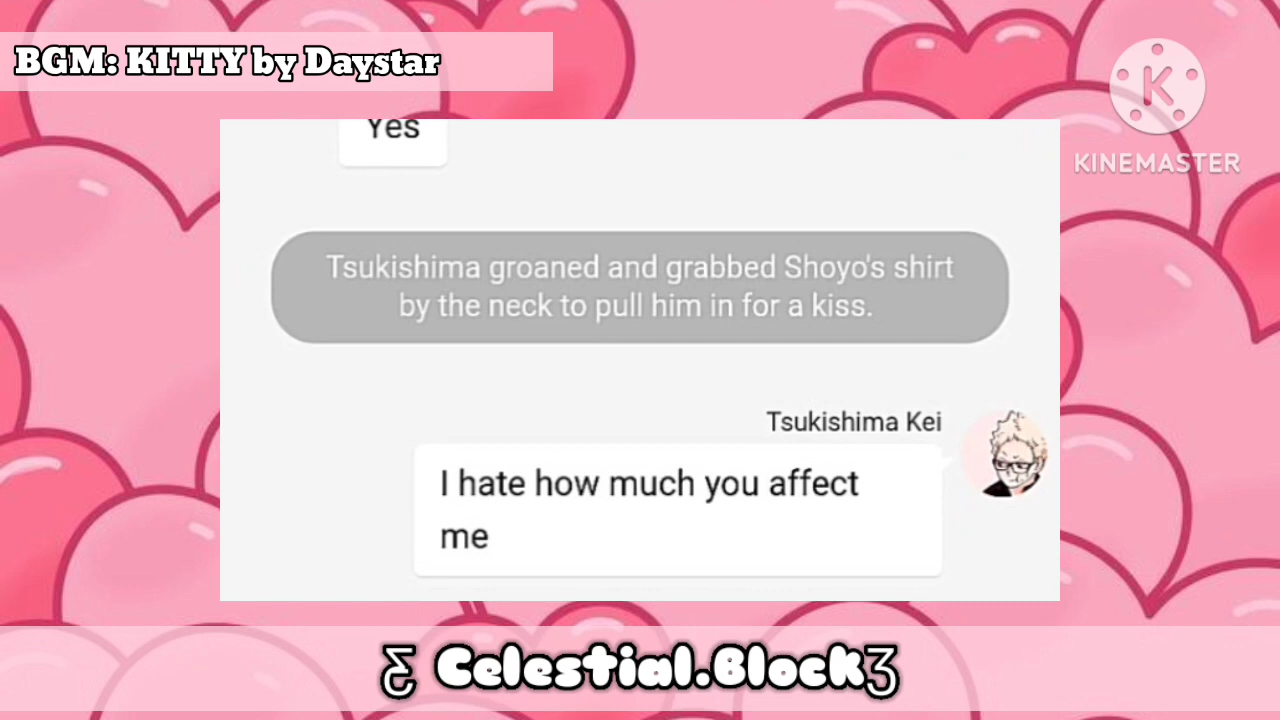 BGM: KITTY by Daystar
K
KINEMASTER
Yes
Tsukishima groaned and grabbed Shoyo's shirt
by the neck to pull him in for a kiss.
Tsukishima Kei
I hate how much you affect
me
Ƹ Celestial.BlockƷ